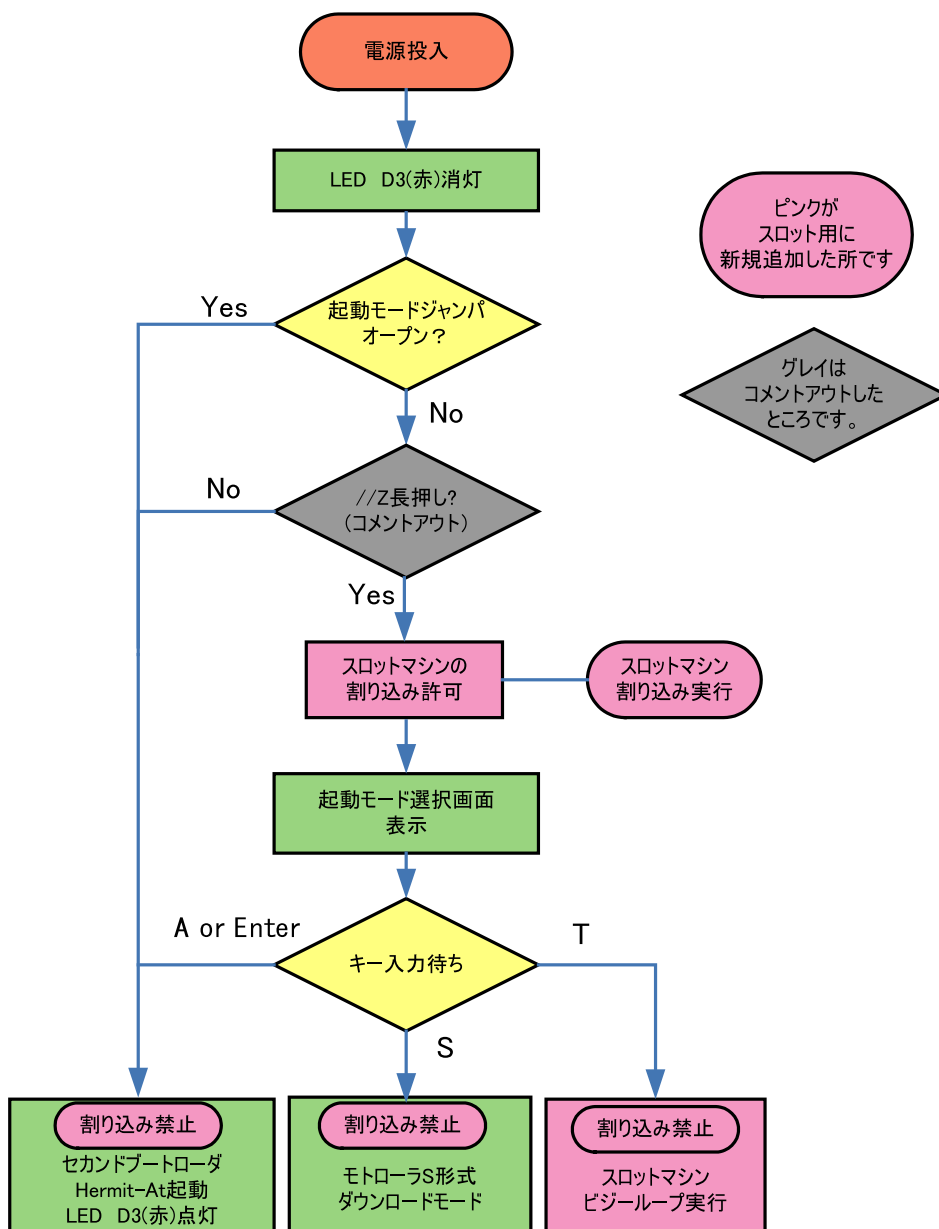 電源投入
LED D3(赤)消灯
ピンクが
スロット用に
新規追加した所です
Yes
起動モードジャンパ
オープン？
グレイは
コメントアウトした
ところです。
No
No
//Z長押し?
(コメントアウト)
Yes
スロットマシンの
割り込み許可
スロットマシン
割り込み実行
起動モード選択画面
表示
A or Enter
キー入力待ち
T
S
割り込み禁止
セカンドブートローダ
Hermit-At起動
LED D3(赤)点灯
割り込み禁止
モトローラS形式
ダウンロードモード
割り込み禁止
スロットマシン
ビジーループ実行